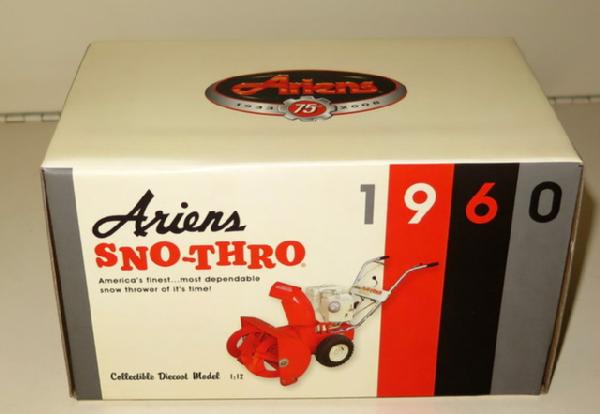 Ariens
1933 75 2008
1960
Ariens
SNO-THRO
America's finest...most dependable
snow thrower of it's time!
Collectible Diecast Model 1:12